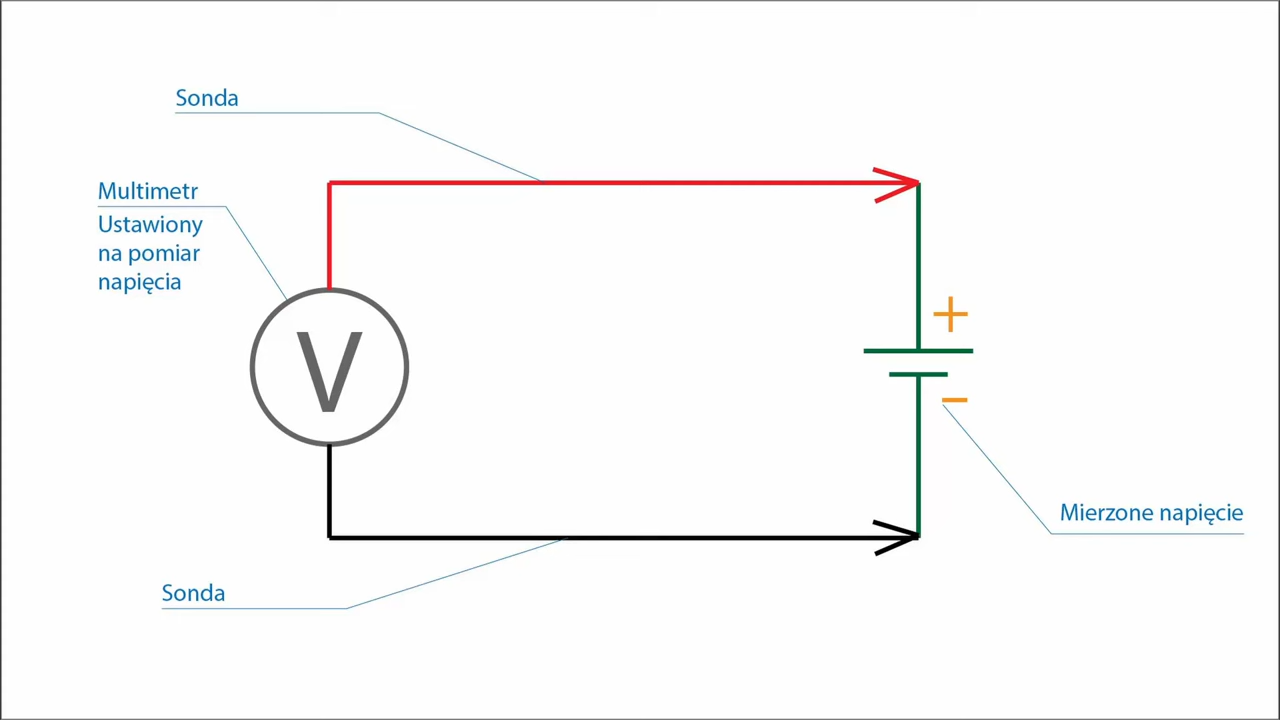 Sonda
Multimetr
Ustawiony
na pomiar
napięcia
V
+
−
Mierzone napięcie
Sonda